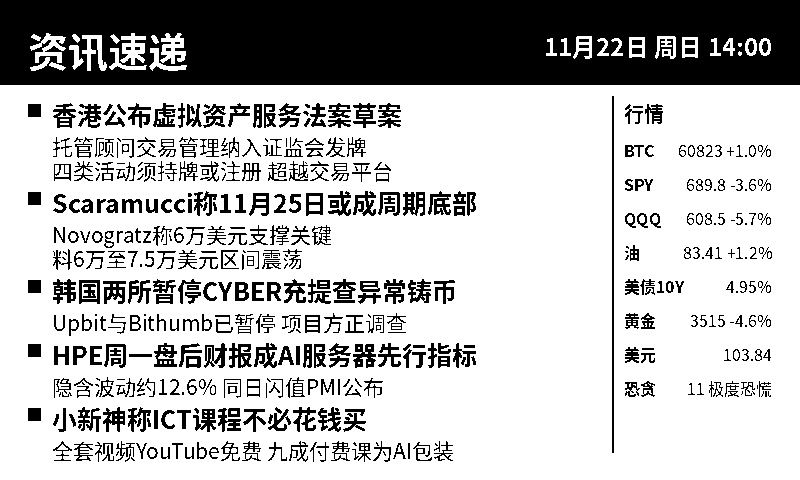 资讯速递
11月22日 周日 14:00
■ 香港公布虚拟资产服务法案草案
托管顾问交易管理纳入证监会发牌
四类活动须持牌或注册 超越交易平台
■ Scaramucci称11月25日或成周期底部
Novogratz称6万美元支撑关键
料6万至7.5万美元区间震荡
■ 韩国两所暂停CYBER充提查异常铸币
Upbit与Bithumb已暂停 项目方正调查
■ HPE周一盘后财报成AI服务器先行指标
隐含波动约12.6% 同日闪值PMI公布
■ 小新神称ICT课程不必花钱买
全套视频YouTube免费 九成付费课为AI包装
行情
BTC 60823 +1.0%
SPY 689.8 -3.6%
QQQ 608.5 -5.7%
油 83.41 +1.2%
美债10Y 4.95%
黄金 3515 -4.6%
美元 103.84
恐贪 11 极度恐慌